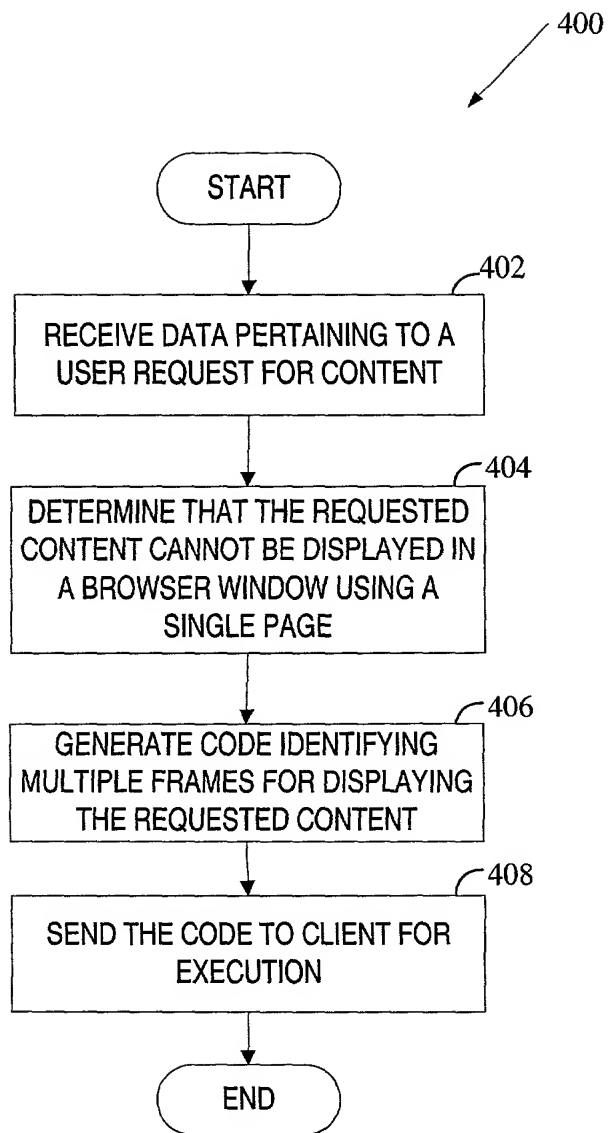 400
START
402
RECEIVE DATA PERTAINING TO A
USER REQUEST FOR CONTENT
404
DETERMINE THAT THE REQUESTED
CONTENT CANNOT BE DISPLAYED IN
A BROWSER WINDOW USING A
SINGLE PAGE
406
GENERATE CODE IDENTIFYING
MULTIPLE FRAMES FOR DISPLAYING
THE REQUESTED CONTENT
408
SEND THE CODE TO CLIENT FOR
EXECUTION
END